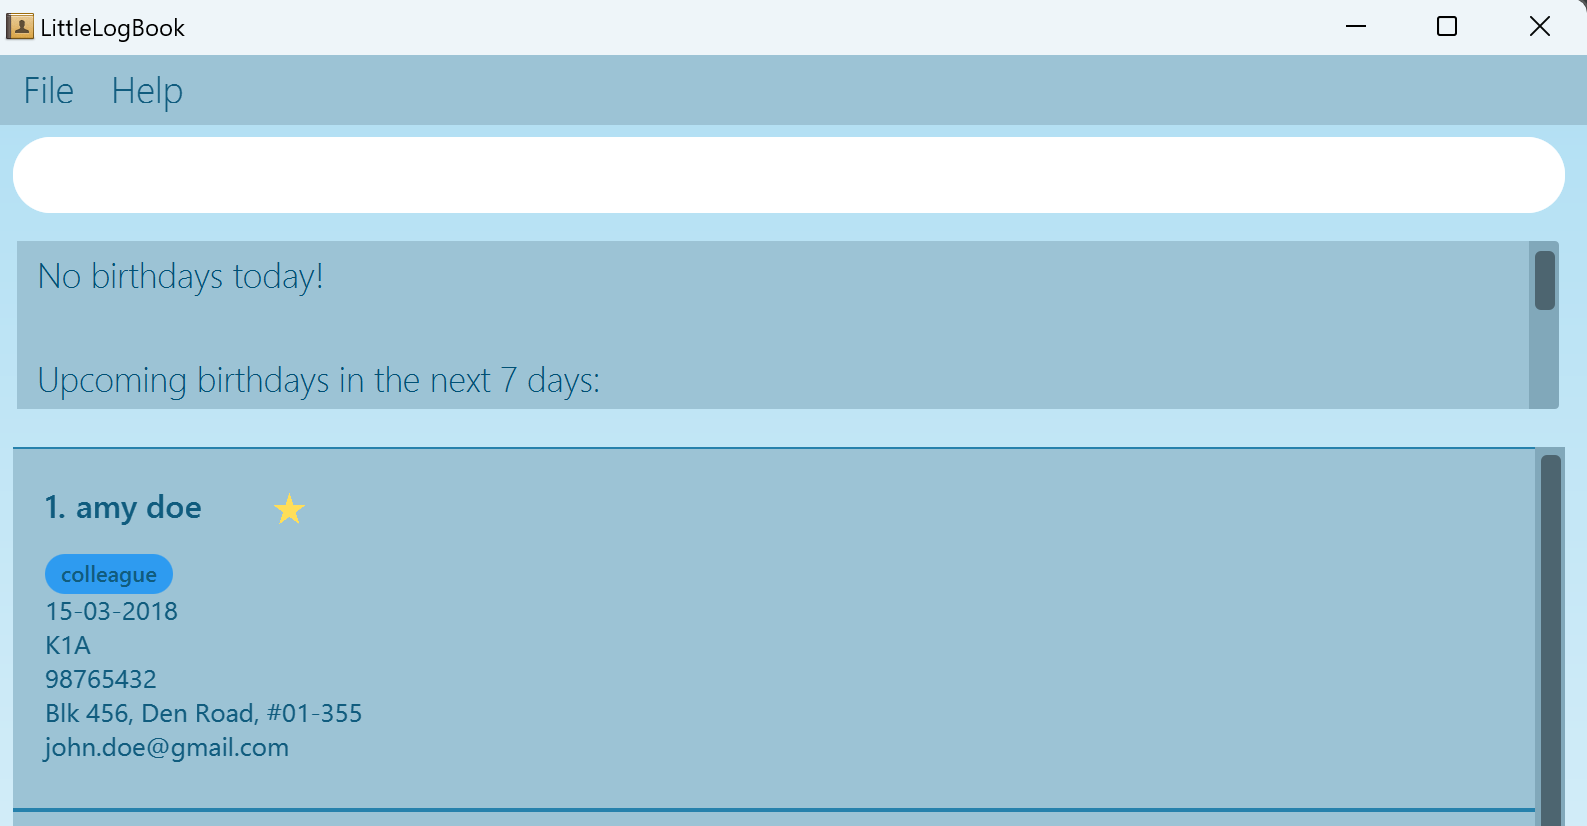 LittleLogBook
File Help
No birthdays today!
Upcoming birthdays in the next 7 days:
1. amy doe
colleague
15-03-2018
K1A
98765432
Blk 456, Den Road, #01-355
john.doe@gmail.com